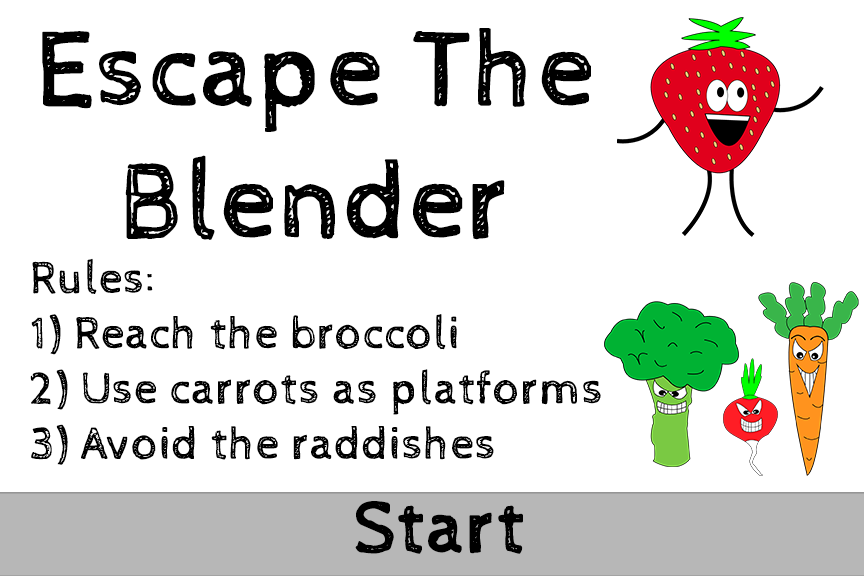 Escape The
Blender
Rules:
1) Reach the broccoli
2) Use carrots as platforms
3) Avoid the raddishes
Start